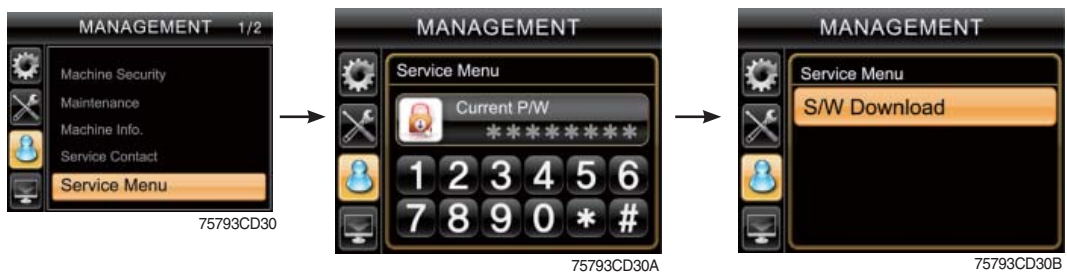 MANAGEMENT 1/2
Machine Security
Maintenance
Machine Info.
Service Contact
Service Menu
75793CD30
MANAGEMENT
Service Menu
Current P/W
********
1 2 3 4 5 6
7 8 9 0 * #
75793CD30A
MANAGEMENT
Service Menu
S/W Download
75793CD30B